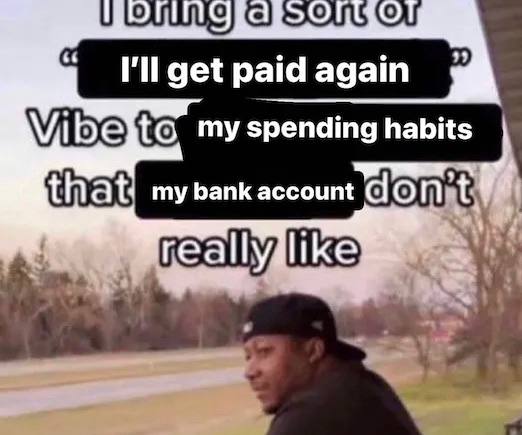 I bring a sort of
“ I'll get paid again ”
Vibe to my spending habits
that my bank account don't
really like